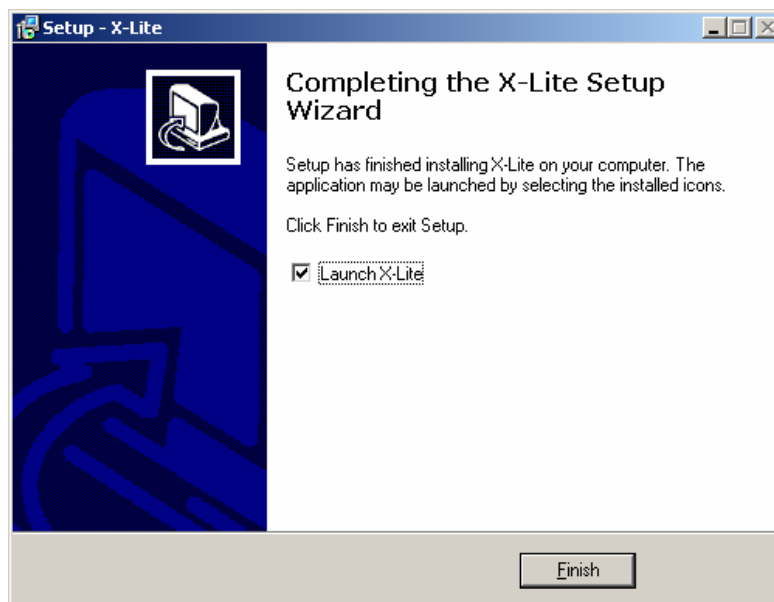 Setup - X-Lite
Completing the X-Lite Setup
Wizard
Setup has finished installing X-Lite on your computer. The
application may be launched by selecting the installed icons.
Click Finish to exit Setup.
Launch X-Lite
Finish